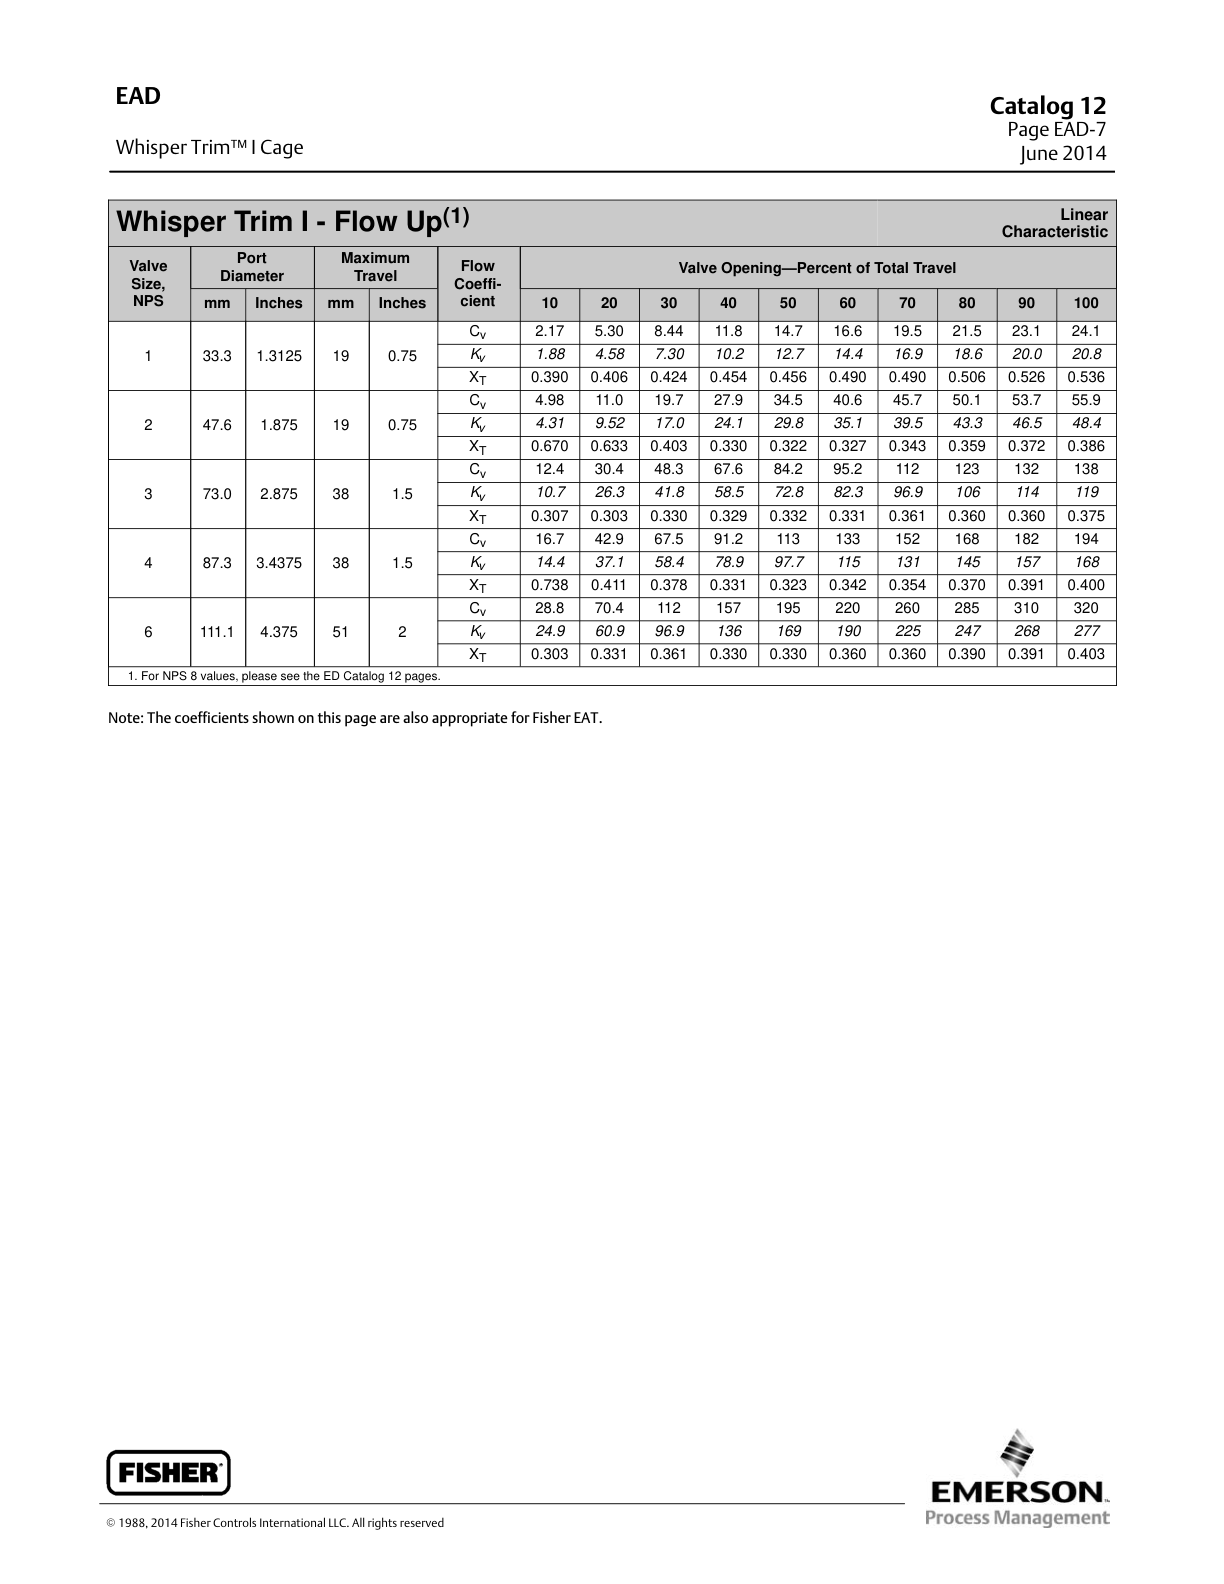 EAD
Catalog 12
Page EAD-7
Whisper Trim™ I Cage
June 2014
Whisper Trim I - Flow Up(1)
Linear
Characteristic
Valve
Size,
NPS
Port
Diameter
Maximum
Travel
Flow
Coeffi-
cient
Valve Opening—Percent of Total Travel
mm Inches mm Inches 10 20 30 40 50 60 70 80 90 100
1 33.3 1.3125 19 0.75
Cv 2.17 5.30 8.44 11.8 14.7 16.6 19.5 21.5 23.1 24.1
Kv 1.88 4.58 7.30 10.2 12.7 14.4 16.9 18.6 20.0 20.8
XT 0.390 0.406 0.424 0.454 0.456 0.490 0.490 0.506 0.526 0.536
2 47.6 1.875 19 0.75
Cv 4.98 11.0 19.7 27.9 34.5 40.6 45.7 50.1 53.7 55.9
Kv 4.31 9.52 17.0 24.1 29.8 35.1 39.5 43.3 46.5 48.4
XT 0.670 0.633 0.403 0.330 0.322 0.327 0.343 0.359 0.372 0.386
3 73.0 2.875 38 1.5
Cv 12.4 30.4 48.3 67.6 84.2 95.2 112 123 132 138
Kv 10.7 26.3 41.8 58.5 72.8 82.3 96.9 106 114 119
XT 0.307 0.303 0.330 0.329 0.332 0.331 0.361 0.360 0.360 0.375
4 87.3 3.4375 38 1.5
Cv 16.7 42.9 67.5 91.2 113 133 152 168 182 194
Kv 14.4 37.1 58.4 78.9 97.7 115 131 145 157 168
XT 0.738 0.411 0.378 0.331 0.323 0.342 0.354 0.370 0.391 0.400
6 111.1 4.375 51 2
Cv 28.8 70.4 112 157 195 220 260 285 310 320
Kv 24.9 60.9 96.9 136 169 190 225 247 268 277
XT 0.303 0.331 0.361 0.330 0.330 0.360 0.360 0.390 0.391 0.403
1. For NPS 8 values, please see the ED Catalog 12 pages.
Note: The coefficients shown on this page are also appropriate for Fisher EAT.
FISHER
EMERSON™
Process Management
© 1988, 2014 Fisher Controls International LLC. All rights reserved